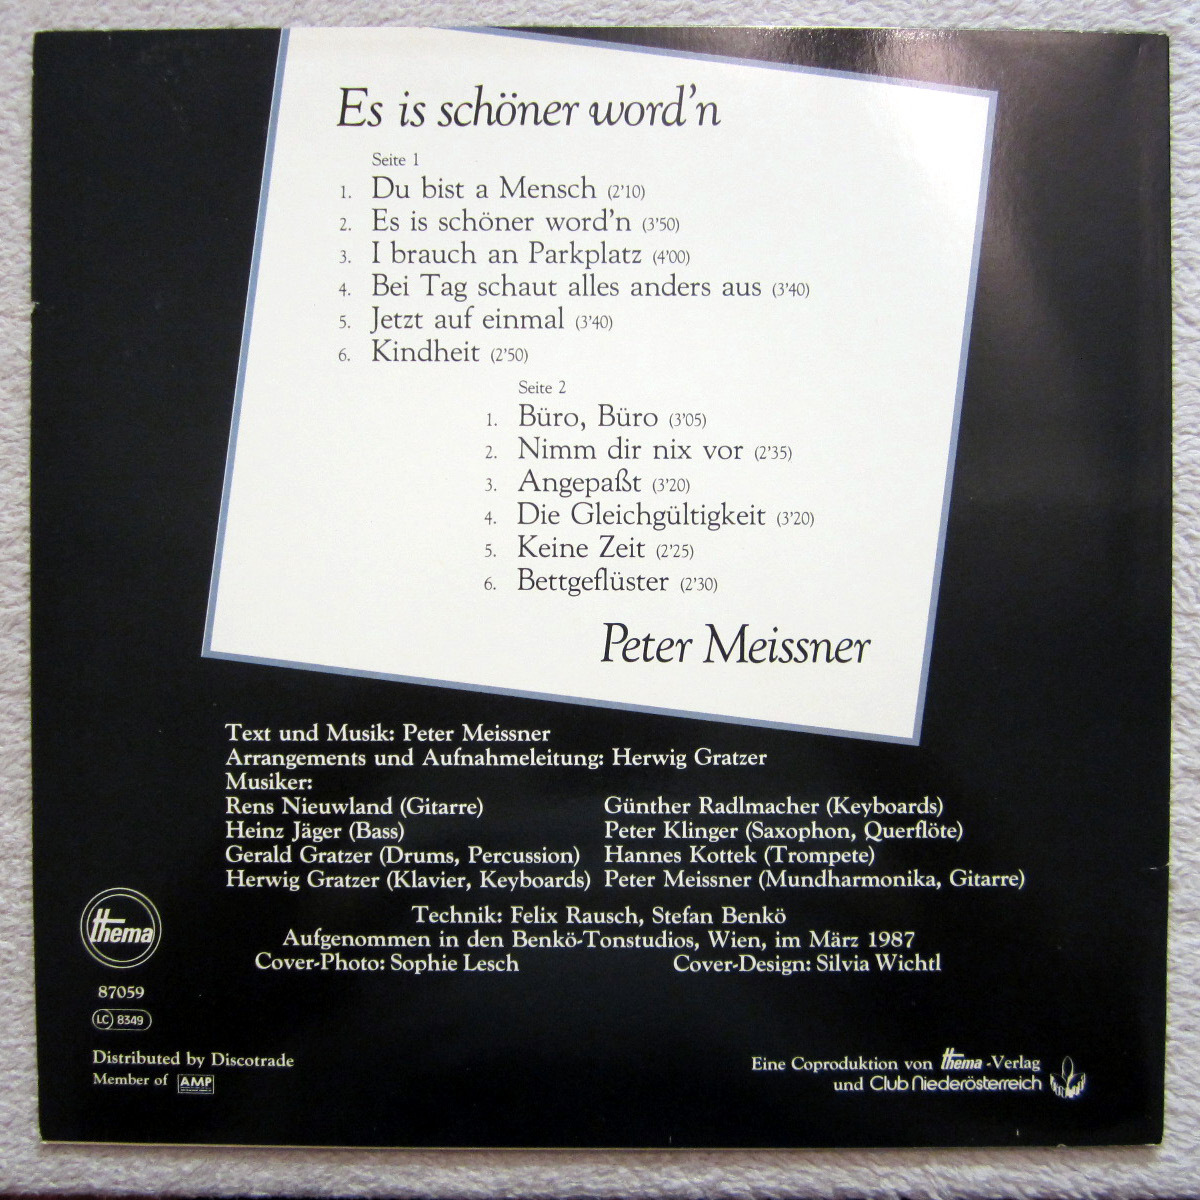 Es is schöner word'n
Seite 1
1. Du bist a Mensch (2'10)
2. Es is schöner word'n (3'50)
3. I brauch an Parkplatz (4'00)
4. Bei Tag schaut alles anders aus (3'40)
5. Jetzt auf einmal (3'40)
6. Kindheit (2'50)
Seite 2
1. Büro, Büro (3'05)
2. Nimm dir nix vor (2'35)
3. Angepaßt (3'20)
4. Die Gleichgültigkeit (3'20)
5. Keine Zeit (2'25)
6. Bettgeflüster (2'30)
Peter Meissner
Text und Musik: Peter Meissner
Arrangements und Aufnahmeleitung: Herwig Gratzer
Musiker:
Rens Nieuwland (Gitarre) Günther Radlmacher (Keyboards)
Heinz Jäger (Bass) Peter Klinger (Saxophon, Querflöte)
Gerald Gratzer (Drums, Percussion) Hannes Kottek (Trompete)
Herwig Gratzer (Klavier, Keyboards) Peter Meissner (Mundharmonika, Gitarre)
Technik: Felix Rausch, Stefan Benkö
Aufgenommen in den Benkö-Tonstudios, Wien, im März 1987
Cover-Photo: Sophie Lesch Cover-Design: Silvia Wichtl
thema
87059
LC 8349
Distributed by Discotrade
Member of AMP
Eine Coproduktion von thema-Verlag
und Club Niederösterreich